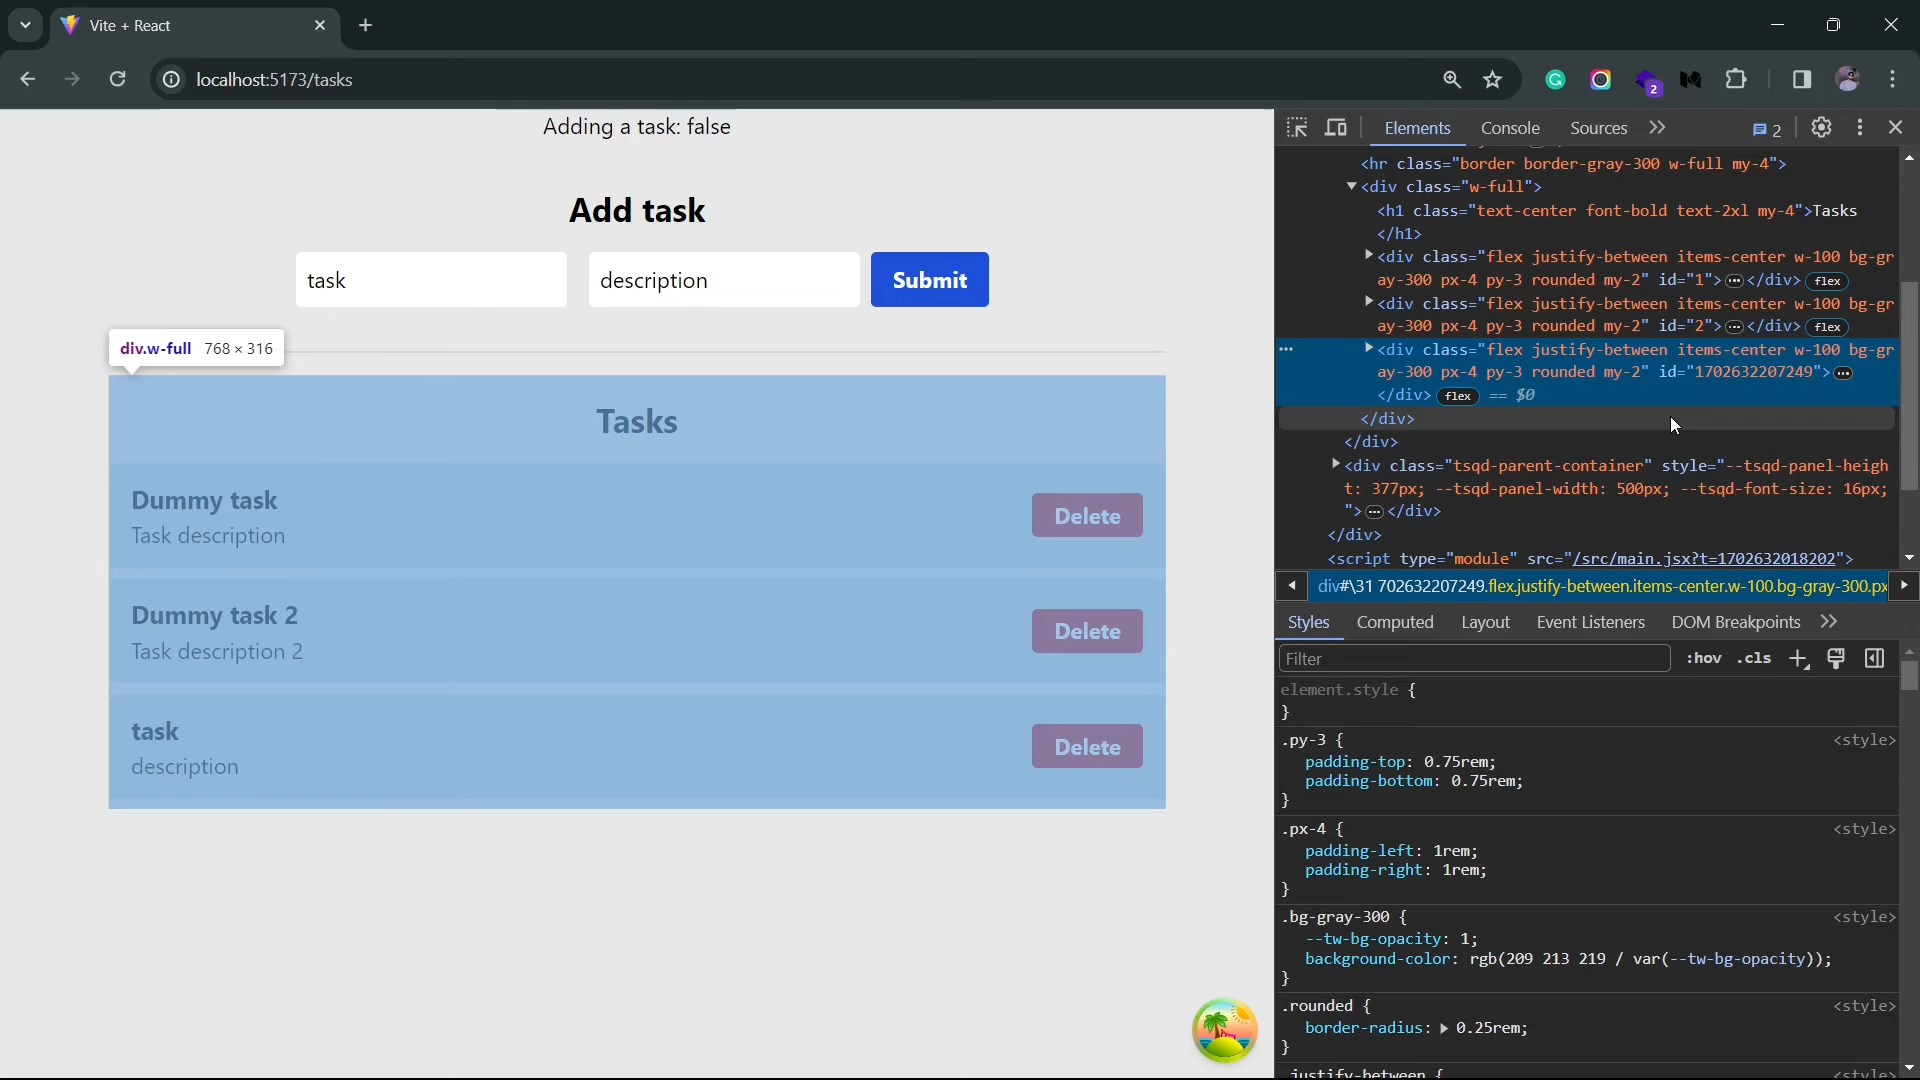 Vite + React
localhost:5173/tasks
2
Adding a task: false
Add task
task
description
Submit
div.w-full 768 × 316
Tasks
Dummy task
Task description
Delete
Dummy task 2
Task description 2
Delete
task
description
Delete
Elements Console Sources 2
<hr class="border border-gray-300 w-full my-4">
<div class="w-full">
<h1 class="text-center font-bold text-2xl my-4">Tasks
</h1>
<div class="flex justify-between items-center w-100 bg-gr
ay-300 px-4 py-3 rounded my-2" id="1">…</div> flex
<div class="flex justify-between items-center w-100 bg-gr
ay-300 px-4 py-3 rounded my-2" id="2">…</div> flex
… <div class="flex justify-between items-center w-100 bg-gr
ay-300 px-4 py-3 rounded my-2" id="1702632207249">…
</div> flex == $0
</div>
</div>
<div class="tsqd-parent-container" style="--tsqd-panel-heigh
t: 377px; --tsqd-panel-width: 500px; --tsqd-font-size: 16px;
">…</div>
</div>
<script type="module" src="/src/main.jsx?t=1702632018202">
div#\31 702632207249.flex.justify-between.items-center.w-100.bg-gray-300.px
Styles Computed Layout Event Listeners DOM Breakpoints
Filter :hov .cls
element.style {
}
.py-3 { <style>
padding-top: 0.75rem;
padding-bottom: 0.75rem;
}
.px-4 { <style>
padding-left: 1rem;
padding-right: 1rem;
}
.bg-gray-300 { <style>
--tw-bg-opacity: 1;
background-color: rgb(209 213 219 / var(--tw-bg-opacity));
}
.rounded { <style>
border-radius: 0.25rem;
}
.justify-between { <style>